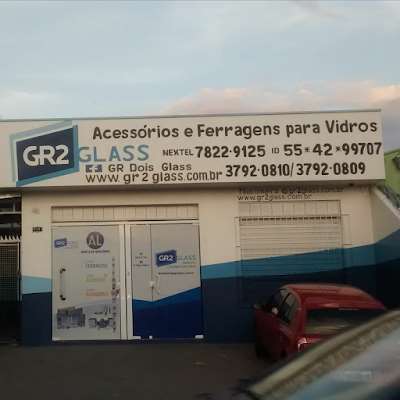 GR2
GLASS
Acessórios e Ferragens para Vidros
NEXTEL 7822-9125 ID 55*42*99707
GR Dois Glass
3792-0810/3792-0809
www.gr2glass.com.br
www.gr2glass.com.br
AL
GR2
GLASS